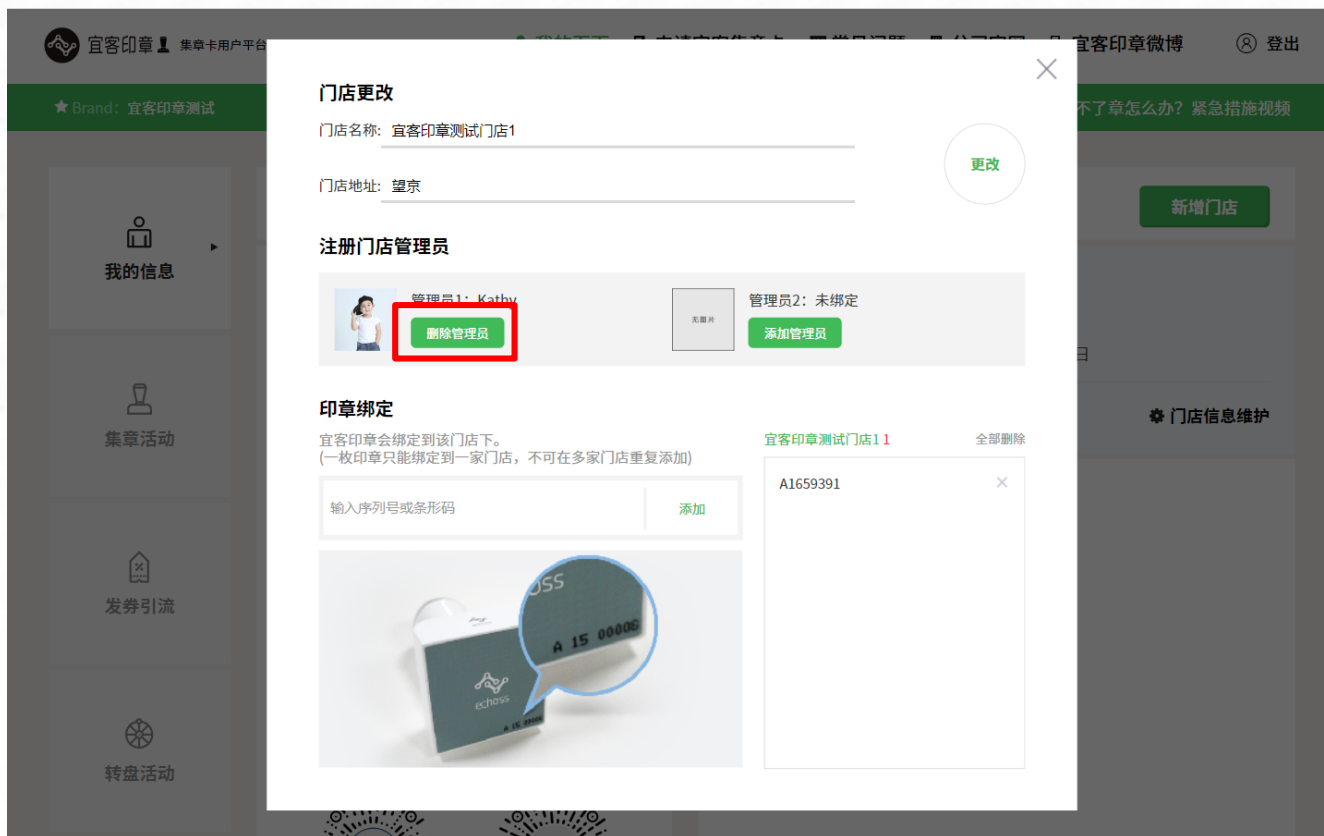 宜客印章 集章卡用户平台
宜客印章微博 登出
Brand：宜客印章测试
不了章怎么办？紧急措施视频
门店更改
门店名称: 宜客印章测试门店1
更改
门店地址: 望京
新增门店
我的信息
注册门店管理员
管理员1：Kathy
删除管理员
无图片
管理员2：未绑定
添加管理员
日
集章活动
印章绑定
门店信息维护
宜客印章会绑定到该门店下。
(一枚印章只能绑定到一家门店，不可在多家门店重复添加)
宜客印章测试门店1 1
全部删除
A1659391
输入序列号或条形码
添加
发券引流
OSS
A 15 00006
echoss
转盘活动